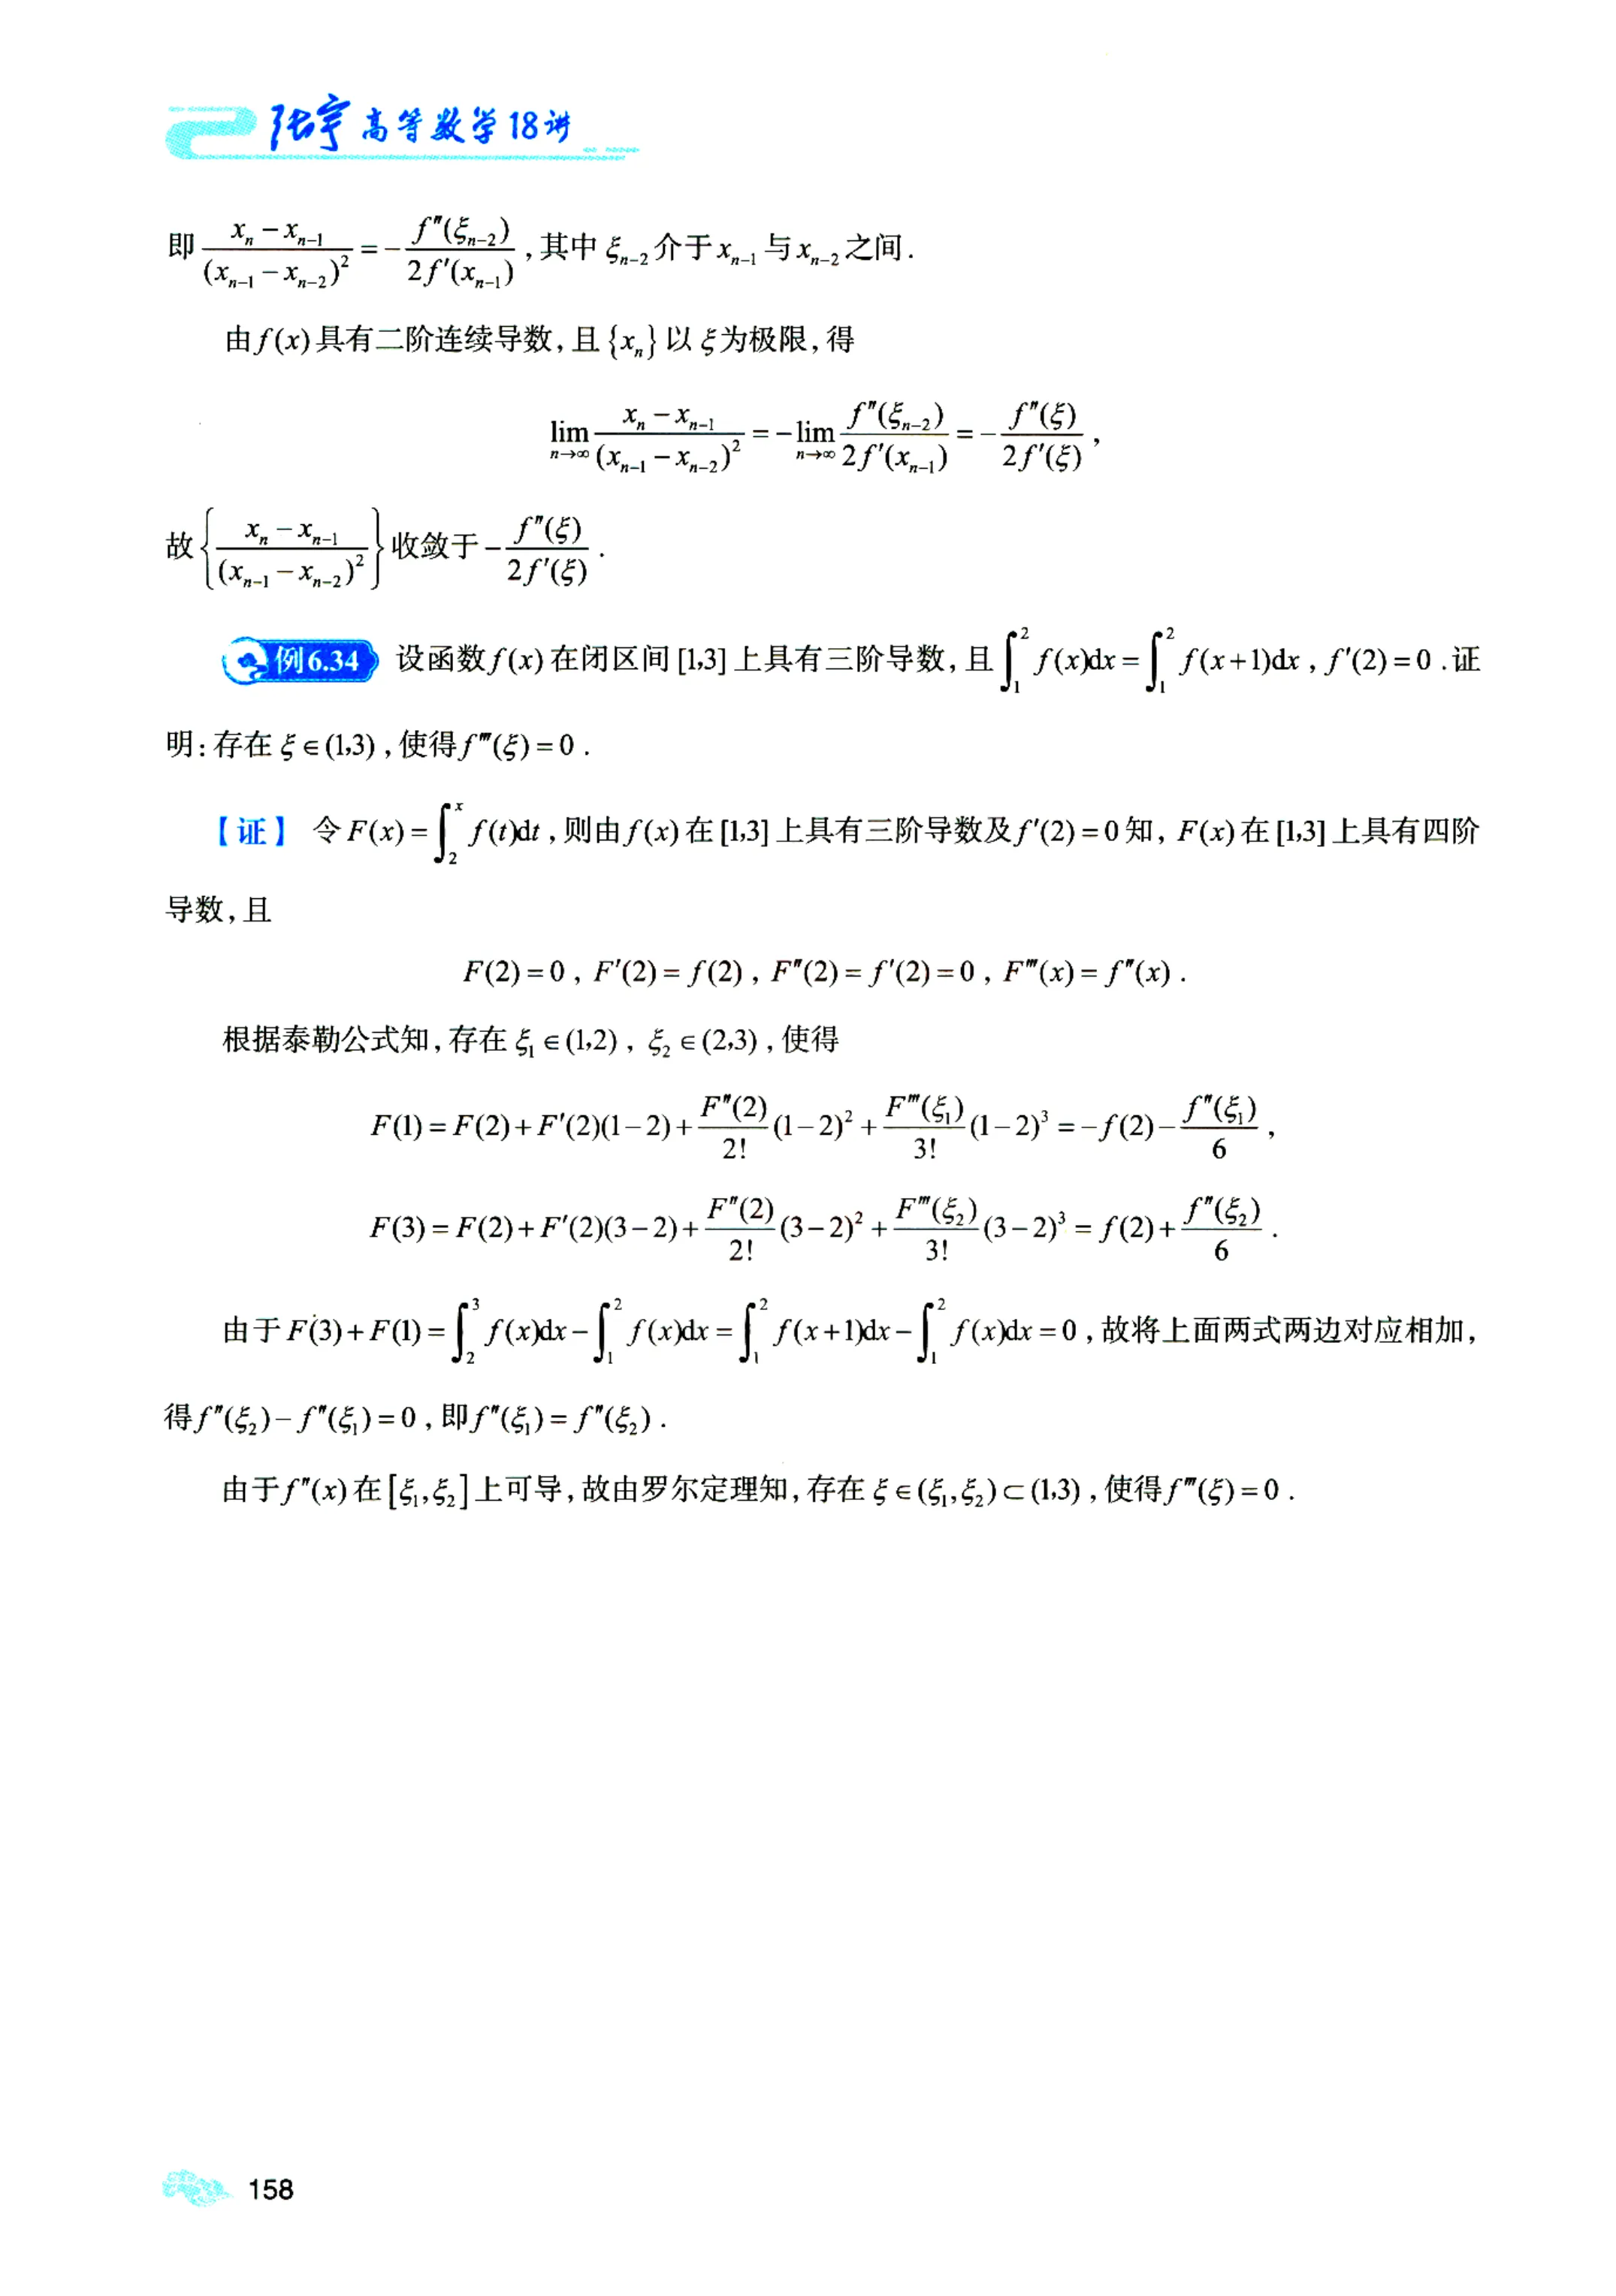 张宇高等数学18讲
即 $\frac{x_n-x_{n-1}}{(x_{n-1}-x_{n-2})^2}=-\frac{f''(\xi_{n-2})}{2f'(x_{n-1})}$,其中 $\xi_{n-2}$ 介于 $x_{n-1}$ 与 $x_{n-2}$ 之间.
由 $f(x)$ 具有二阶连续导数,且 $\{x_n\}$ 以 $\xi$ 为极限,得
$\lim_{n\to\infty}\frac{x_n-x_{n-1}}{(x_{n-1}-x_{n-2})^2}=-\lim_{n\to\infty}\frac{f''(\xi_{n-2})}{2f'(x_{n-1})}=-\frac{f''(\xi)}{2f'(\xi)}$,
故 $\left\{\frac{x_n-x_{n-1}}{(x_{n-1}-x_{n-2})^2}\right\}$ 收敛于 $-\frac{f''(\xi)}{2f'(\xi)}$.
例6.34 设函数 $f(x)$ 在闭区间 $[1,3]$ 上具有三阶导数,且 $\int_1^2 f(x)\mathrm{d}x=\int_1^2 f(x+1)\mathrm{d}x$,$f'(2)=0$.证
明:存在 $\xi\in(1,3)$,使得 $f'''(\xi)=0$.
【证】 令 $F(x)=\int_2^x f(t)\mathrm{d}t$,则由 $f(x)$ 在 $[1,3]$ 上具有三阶导数及 $f'(2)=0$ 知,$F(x)$ 在 $[1,3]$ 上具有四阶
导数,且
$F(2)=0$,$F'(2)=f(2)$,$F''(2)=f'(2)=0$,$F'''(x)=f''(x)$.
根据泰勒公式知,存在 $\xi_1\in(1,2)$,$\xi_2\in(2,3)$,使得
$F(1)=F(2)+F'(2)(1-2)+\frac{F''(2)}{2!}(1-2)^2+\frac{F'''(\xi_1)}{3!}(1-2)^3=-f(2)-\frac{f''(\xi_1)}{6}$,
$F(3)=F(2)+F'(2)(3-2)+\frac{F''(2)}{2!}(3-2)^2+\frac{F'''(\xi_2)}{3!}(3-2)^3=f(2)+\frac{f''(\xi_2)}{6}$.
由于 $F(3)+F(1)=\int_2^3 f(x)\mathrm{d}x-\int_1^2 f(x)\mathrm{d}x=\int_1^2 f(x+1)\mathrm{d}x-\int_1^2 f(x)\mathrm{d}x=0$,故将上面两式两边对应相加,
得 $f''(\xi_2)-f''(\xi_1)=0$,即 $f''(\xi_1)=f''(\xi_2)$.
由于 $f''(x)$ 在 $[\xi_1,\xi_2]$ 上可导,故由罗尔定理知,存在 $\xi\in(\xi_1,\xi_2)\subset(1,3)$,使得 $f'''(\xi)=0$.
158